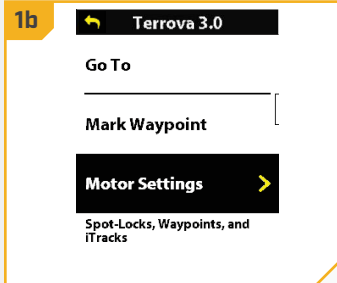 1b
Terrova 3.0
Go To
Mark Waypoint
Motor Settings
Spot-Locks, Waypoints, and
iTracks